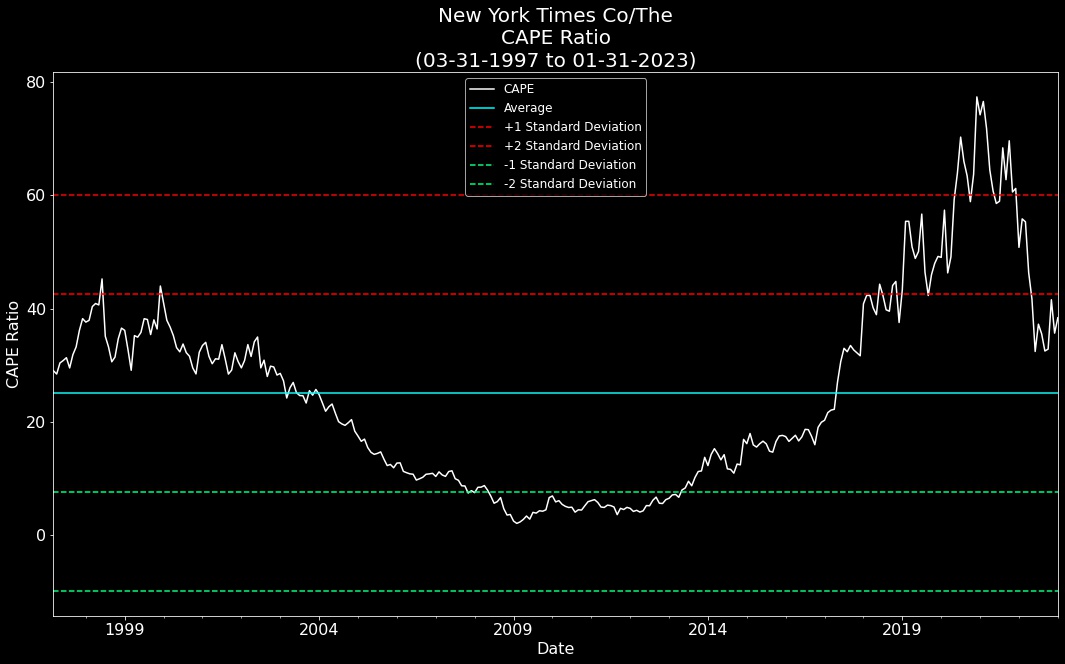 New York Times Co/The
CAPE Ratio
(03-31-1997 to 01-31-2023)
CAPE
Average
+1 Standard Deviation
+2 Standard Deviation
-1 Standard Deviation
-2 Standard Deviation
80
60
40
20
0
CAPE Ratio
1999 2004 2009 2014 2019
Date